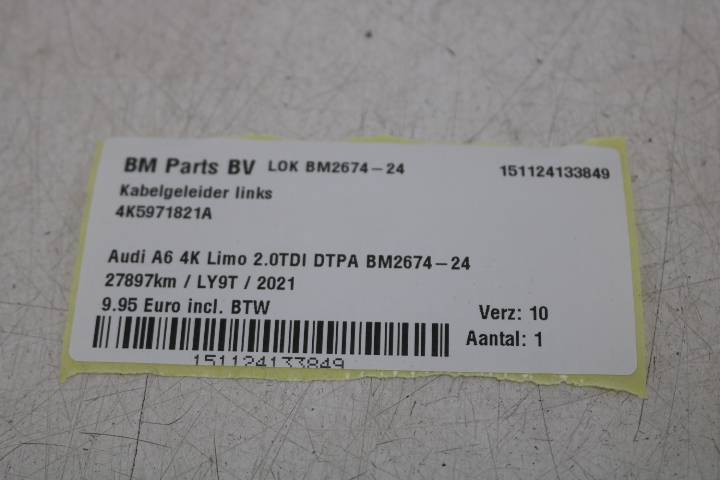 BM Parts BV LOK BM2674-24 151124133849
Kabelgeleider links
4K5971821A
Audi A6 4K Limo 2.0TDI DTPA BM2674-24
27897km / LY9T / 2021
9.95 Euro incl. BTW Verz: 10
Aantal: 1
151124133849